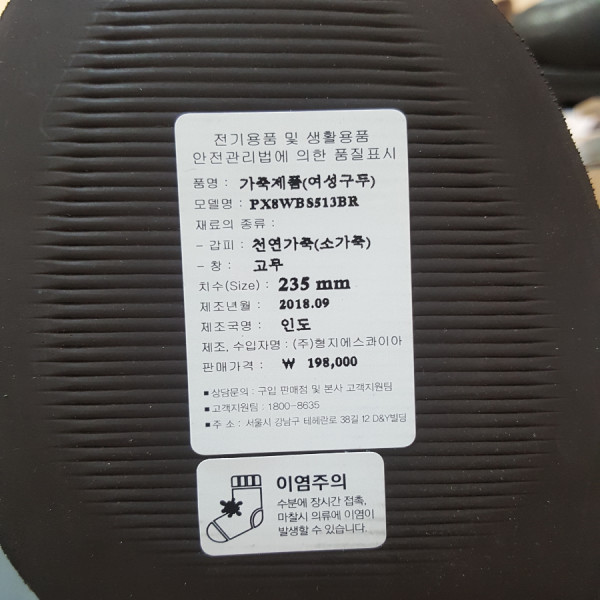 전기용품 및 생활용품
안전관리법에 의한 품질표시
품명 : 가죽제품(여성구두)
모델명 : PX8WBS513BR
재료의 종류 :
- 갑피 : 천연가죽(소가죽)
- 창 : 고무
치수(Size) : 235 mm
제조년월 : 2018.09
제조국명 : 인도
제조, 수입자명 : (주)형지에스콰이아
판매가격 : ₩ 198,000
■ 상담문의 : 구입 판매점 및 본사 고객지원팀
■ 고객지원팀 : 1800-8635
■ 주 소 : 서울시 강남구 테헤란로 38길 12 D&Y빌딩
이염주의
수분에 장시간 접촉,
마찰시 의류에 이염이
발생할 수 있습니다.